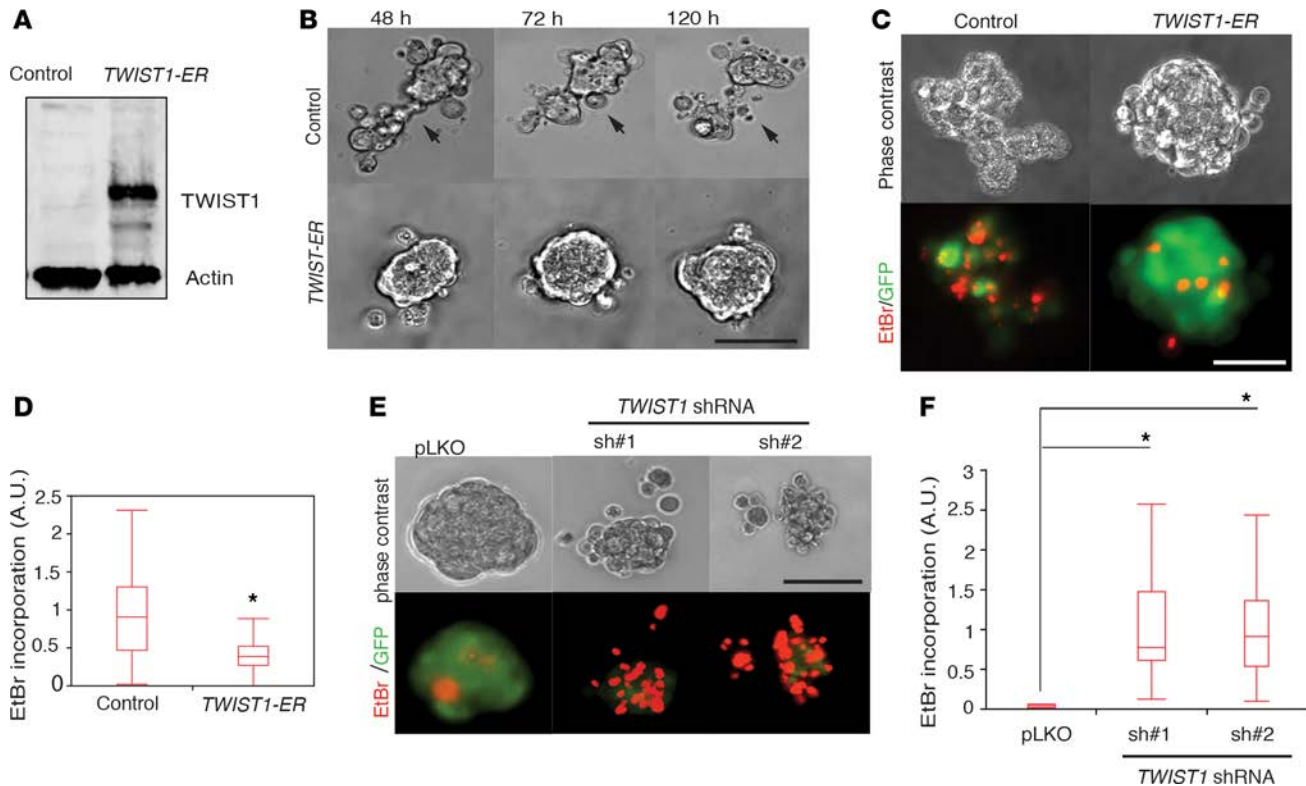 A
Control TWIST1-ER
TWIST1
Actin
B
48 h 72 h 120 h
Control
TWIST-ER
C
Control TWIST1-ER
Phase contrast
EtBr/GFP
D
EtBr incorporation (A.U.)
2.5
2
1.5
1
0.5
0
*
Control TWIST1-ER
E
TWIST1 shRNA
pLKO sh#1 sh#2
phase contrast
EtBr /GFP
F
*
*
EtBr incorporation (A.U.)
3
2.5
2
1.5
1
0.5
0
pLKO sh#1 sh#2
TWIST1 shRNA